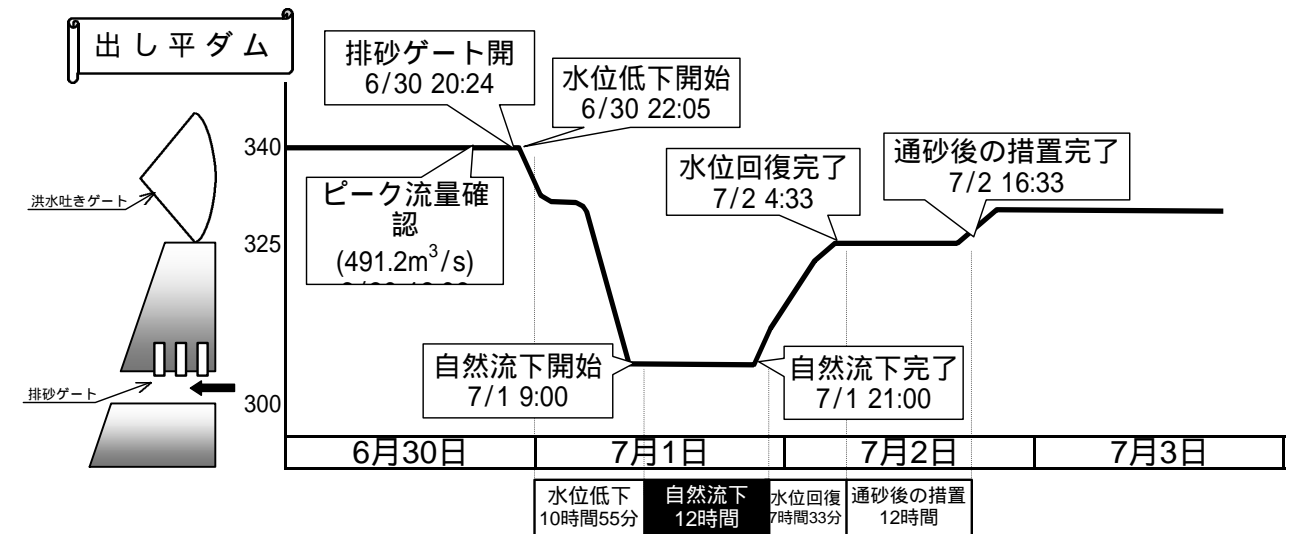 出し平ダム
排砂ゲート開
6/30 20:24
水位低下開始
6/30 22:05
水位回復完了
7/2 4:33
通砂後の措置完了
7/2 16:33
340
ピーク流量確
認
(491.2m³/s)
洪水吐きゲート
325
自然流下開始
7/1 9:00
自然流下完了
7/1 21:00
排砂ゲート
300
6月30日
7月1日
7月2日
7月3日
水位低下
10時間55分
自然流下
12時間
水位回復
7時間33分
通砂後の措置
12時間